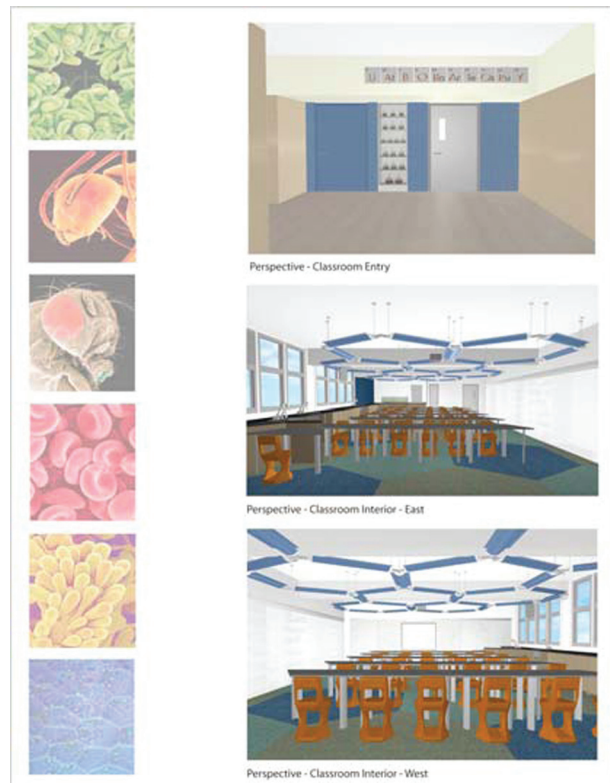 Perspective - Classroom Entry
Perspective - Classroom Interior - East
Perspective - Classroom Interior - West